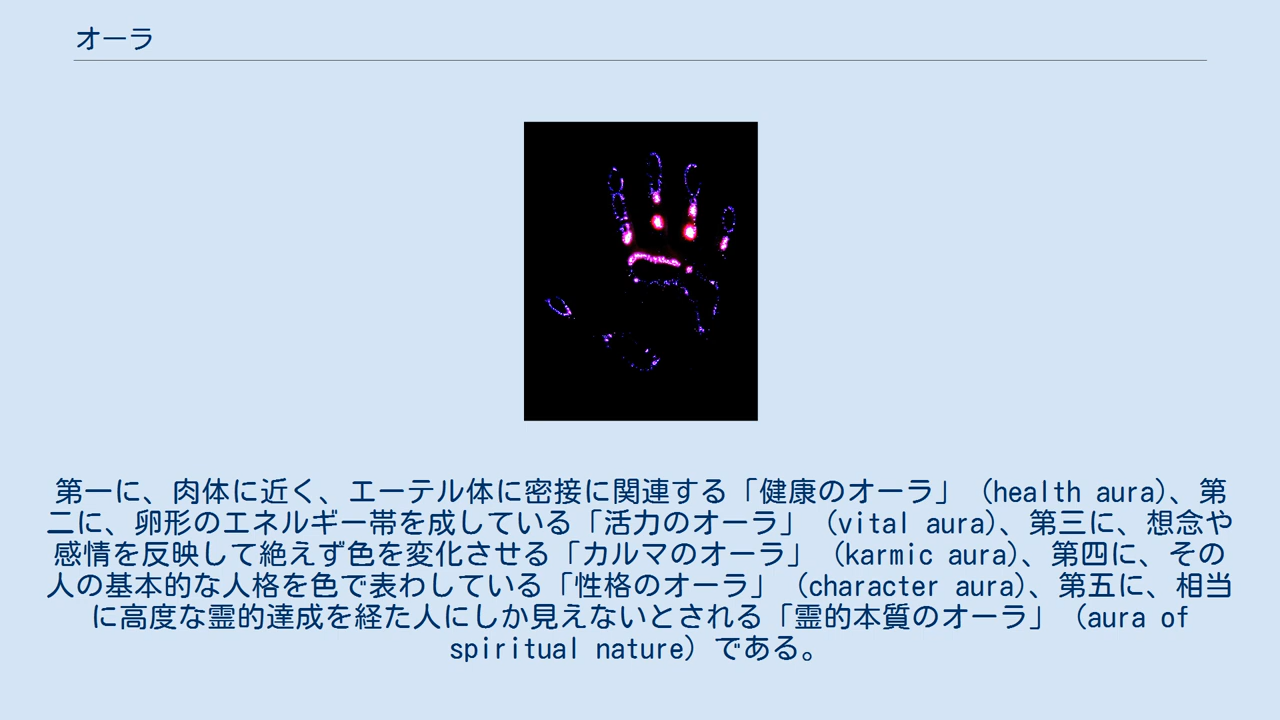 オーラ
第一に、肉体に近く、エーテル体に密接に関連する「健康のオーラ」（health aura)、第
二に、卵形のエネルギー帯を成している「活力のオーラ」（vital aura)、第三に、想念や
感情を反映して絶えず色を変化させる「カルマのオーラ」（karmic aura)、第四に、その
人の基本的な人格を色で表わしている「性格のオーラ」（character aura)、第五に、相当
に高度な霊的達成を経た人にしか見えないとされる「霊的本質のオーラ」（aura of
spiritual nature）である。